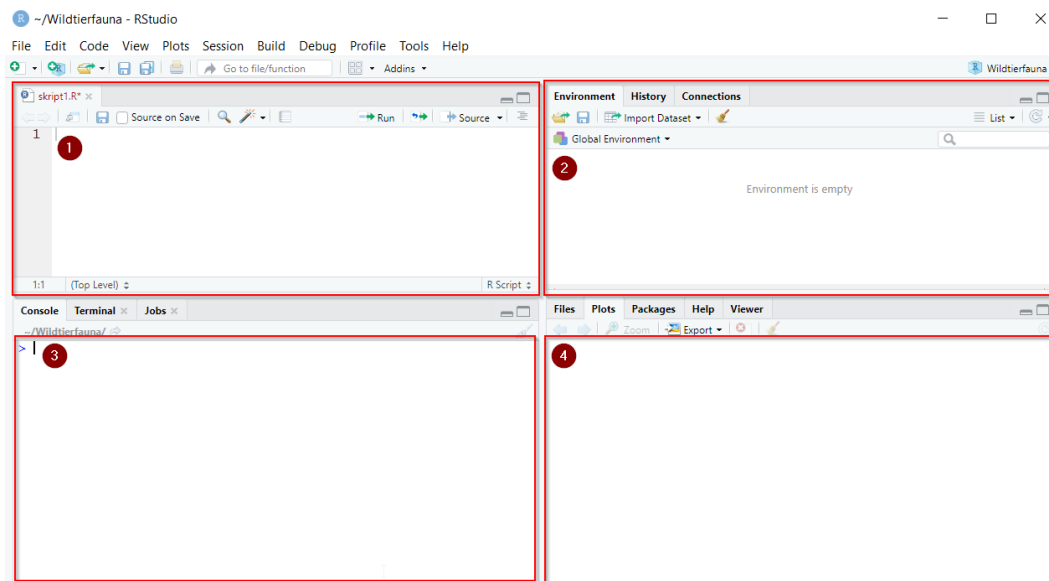 ~/Wildtierfauna - RStudio
File Edit Code View Plots Session Build Debug Profile Tools Help
Go to file/function Addins Wildtierfauna
skript1.R*
Source on Save Run Source
1
1
1:1 (Top Level) R Script
Environment History Connections
Import Dataset List
Global Environment
2
Environment is empty
Console Terminal Jobs
~/Wildtierfauna/
>
3
Files Plots Packages Help Viewer
Zoom Export
4